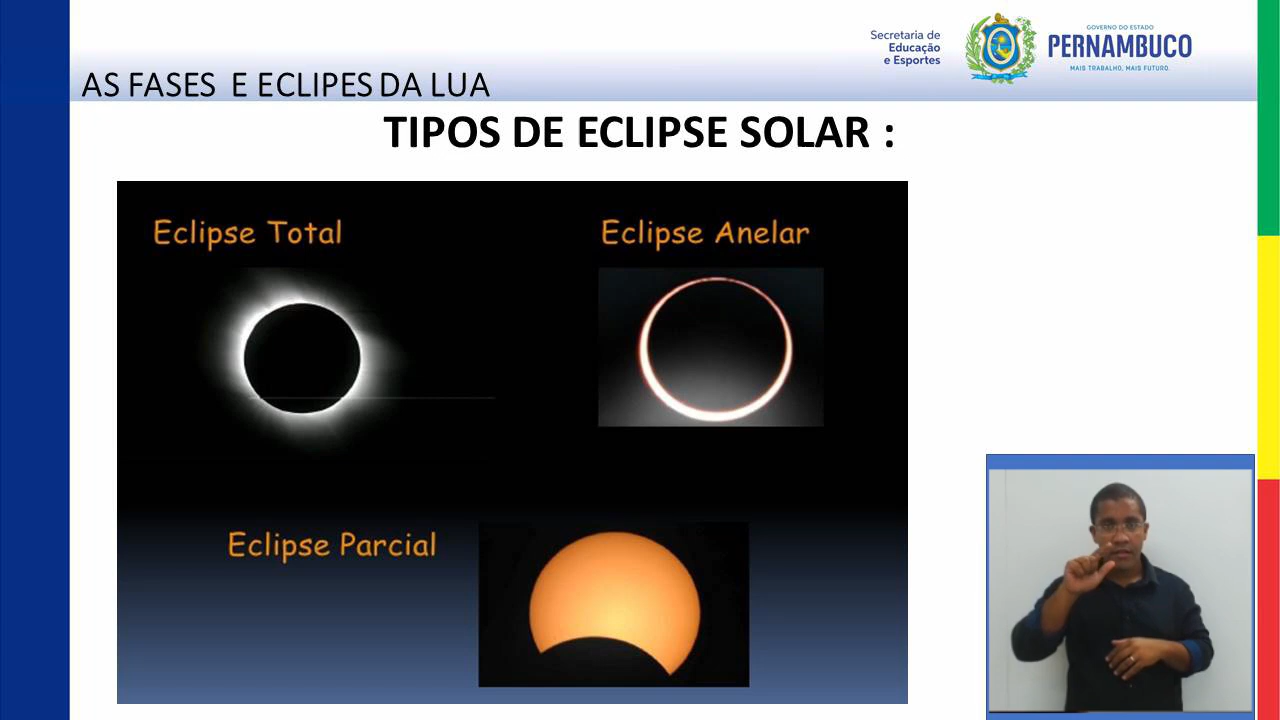 Secretaria de
Educação
e Esportes
GOVERNO DO ESTADO
PERNAMBUCO
MAIS TRABALHO, MAIS FUTURO.
AS FASES E ECLIPES DA LUA
TIPOS DE ECLIPSE SOLAR :
Eclipse Total
Eclipse Anelar
Eclipse Parcial